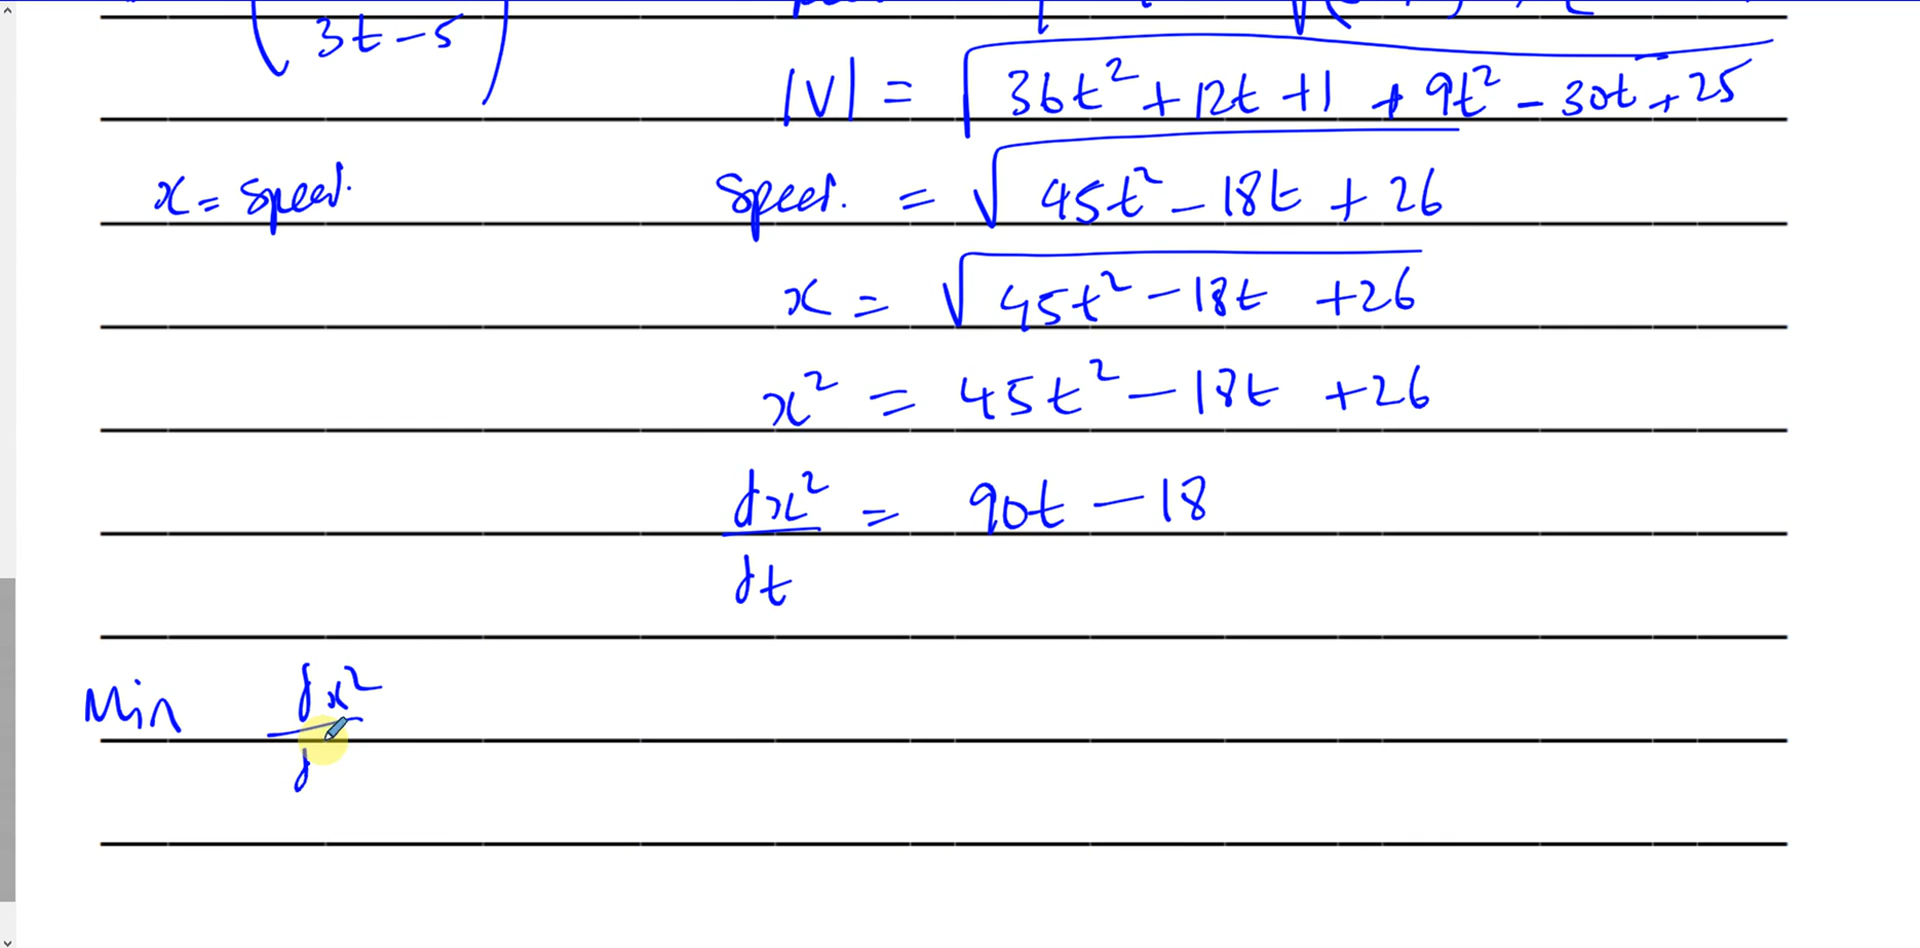 3t - 5
|V| = √36t² + 12t + 1 + 9t² - 30t + 25
x = speed. Speed. = √45t² - 18t + 26
x = √45t² - 18t + 26
x² = 45t² - 18t + 26
dx²/dt = 90t - 18
Min dx²/d